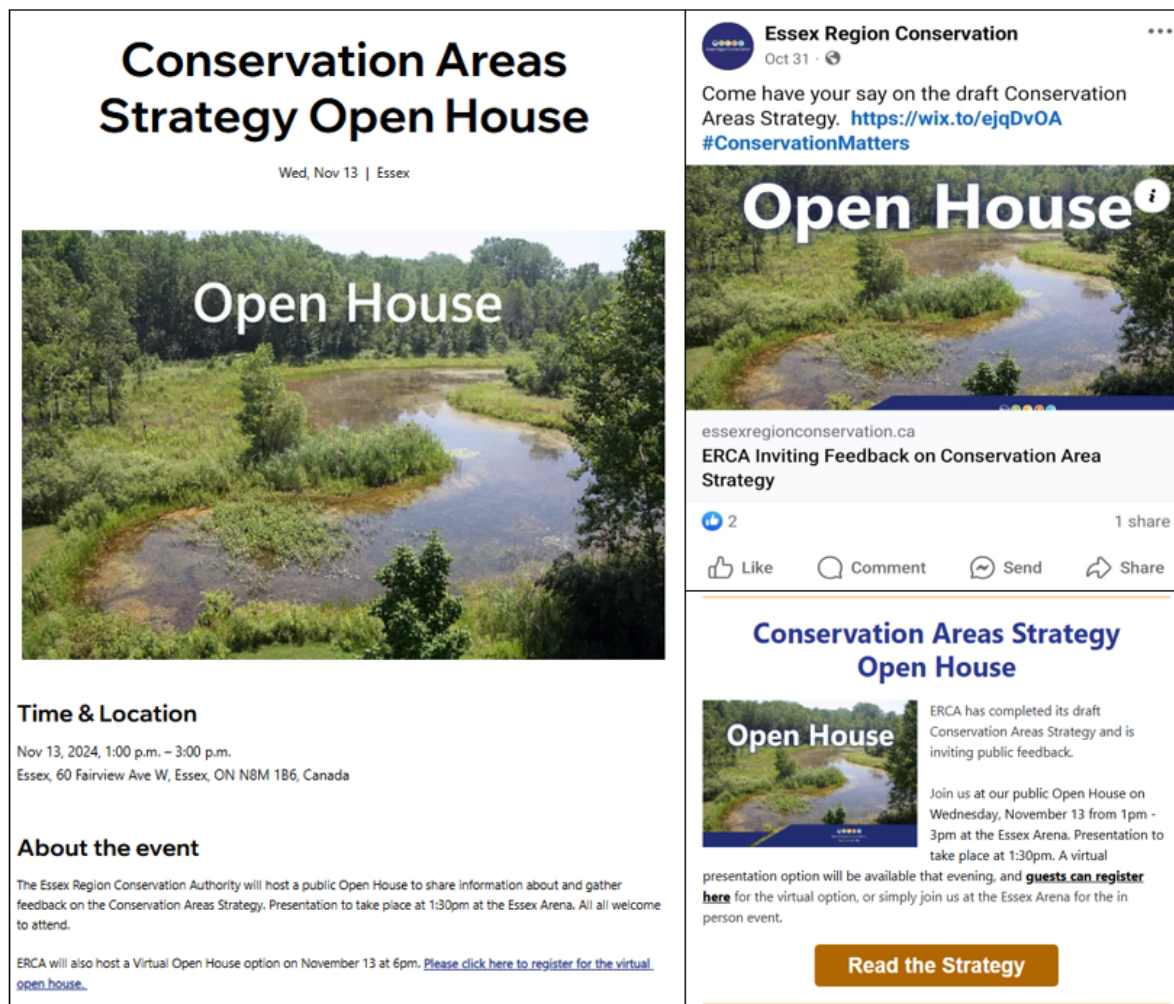 Conservation Areas
Strategy Open House
Wed, Nov 13 | Essex
Open House
Time & Location
Nov 13, 2024, 1:00 p.m. – 3:00 p.m.
Essex, 60 Fairview Ave W, Essex, ON N8M 1B6, Canada
About the event
The Essex Region Conservation Authority will host a public Open House to share information about and gather
feedback on the Conservation Areas Strategy. Presentation to take place at 1:30pm at the Essex Arena. All all welcome
to attend.
ERCA will also host a Virtual Open House option on November 13 at 6pm. Please click here to register for the virtual
open house.
Essex Region Conservation
Oct 31 ·
Come have your say on the draft Conservation
Areas Strategy. https://wix.to/ejqDvOA
#ConservationMatters
Open House
i
essexregionconservation.ca
ERCA Inviting Feedback on Conservation Area
Strategy
2
1 share
Like Comment Send Share
Conservation Areas Strategy
Open House
Open House
ERCA has completed its draft
Conservation Areas Strategy and is
inviting public feedback.
Join us at our public Open House on
Wednesday, November 13 from 1pm -
3pm at the Essex Arena. Presentation to
take place at 1:30pm. A virtual
presentation option will be available that evening, and guests can register
here for the virtual option, or simply join us at the Essex Arena for the in
person event.
Read the Strategy